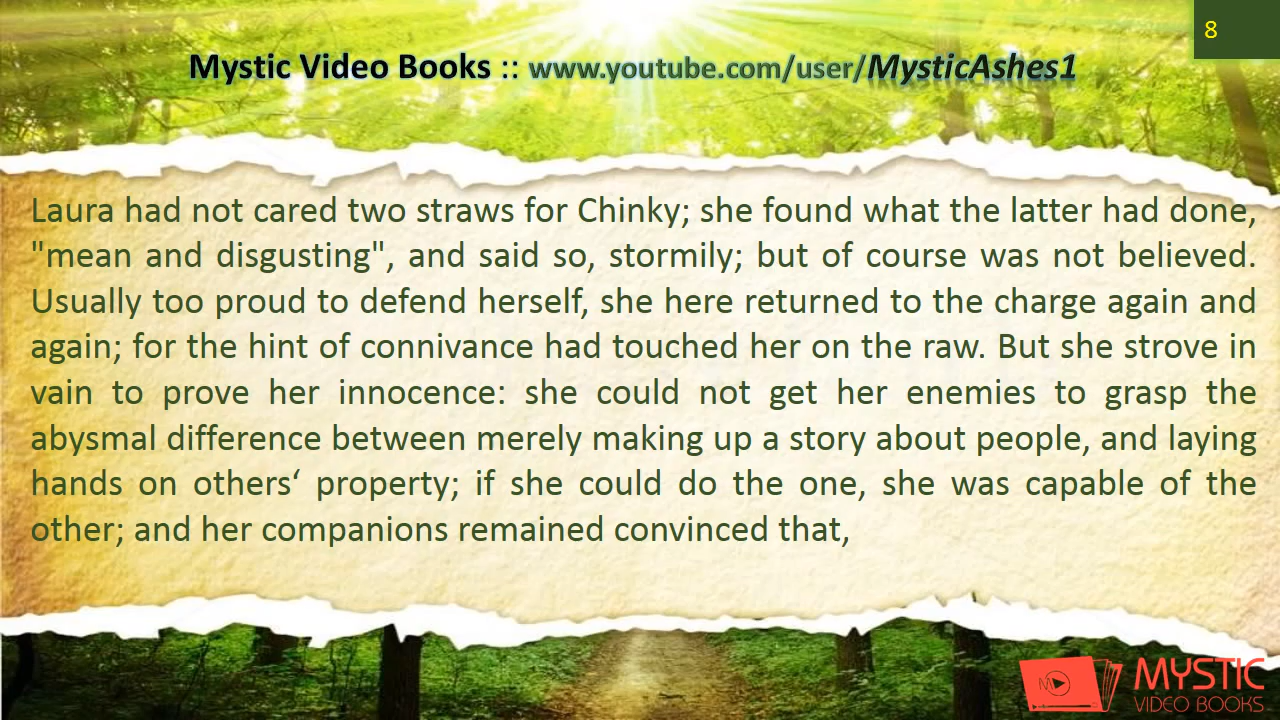 8
Mystic Video Books :: www.youtube.com/user/MysticAshes1
Laura had not cared two straws for Chinky; she found what the latter had done,
"mean and disgusting", and said so, stormily; but of course was not believed.
Usually too proud to defend herself, she here returned to the charge again and
again; for the hint of connivance had touched her on the raw. But she strove in
vain to prove her innocence: she could not get her enemies to grasp the
abysmal difference between merely making up a story about people, and laying
hands on others‘ property; if she could do the one, she was capable of the
other; and her companions remained convinced that,
MYSTIC
VIDEO BOOKS